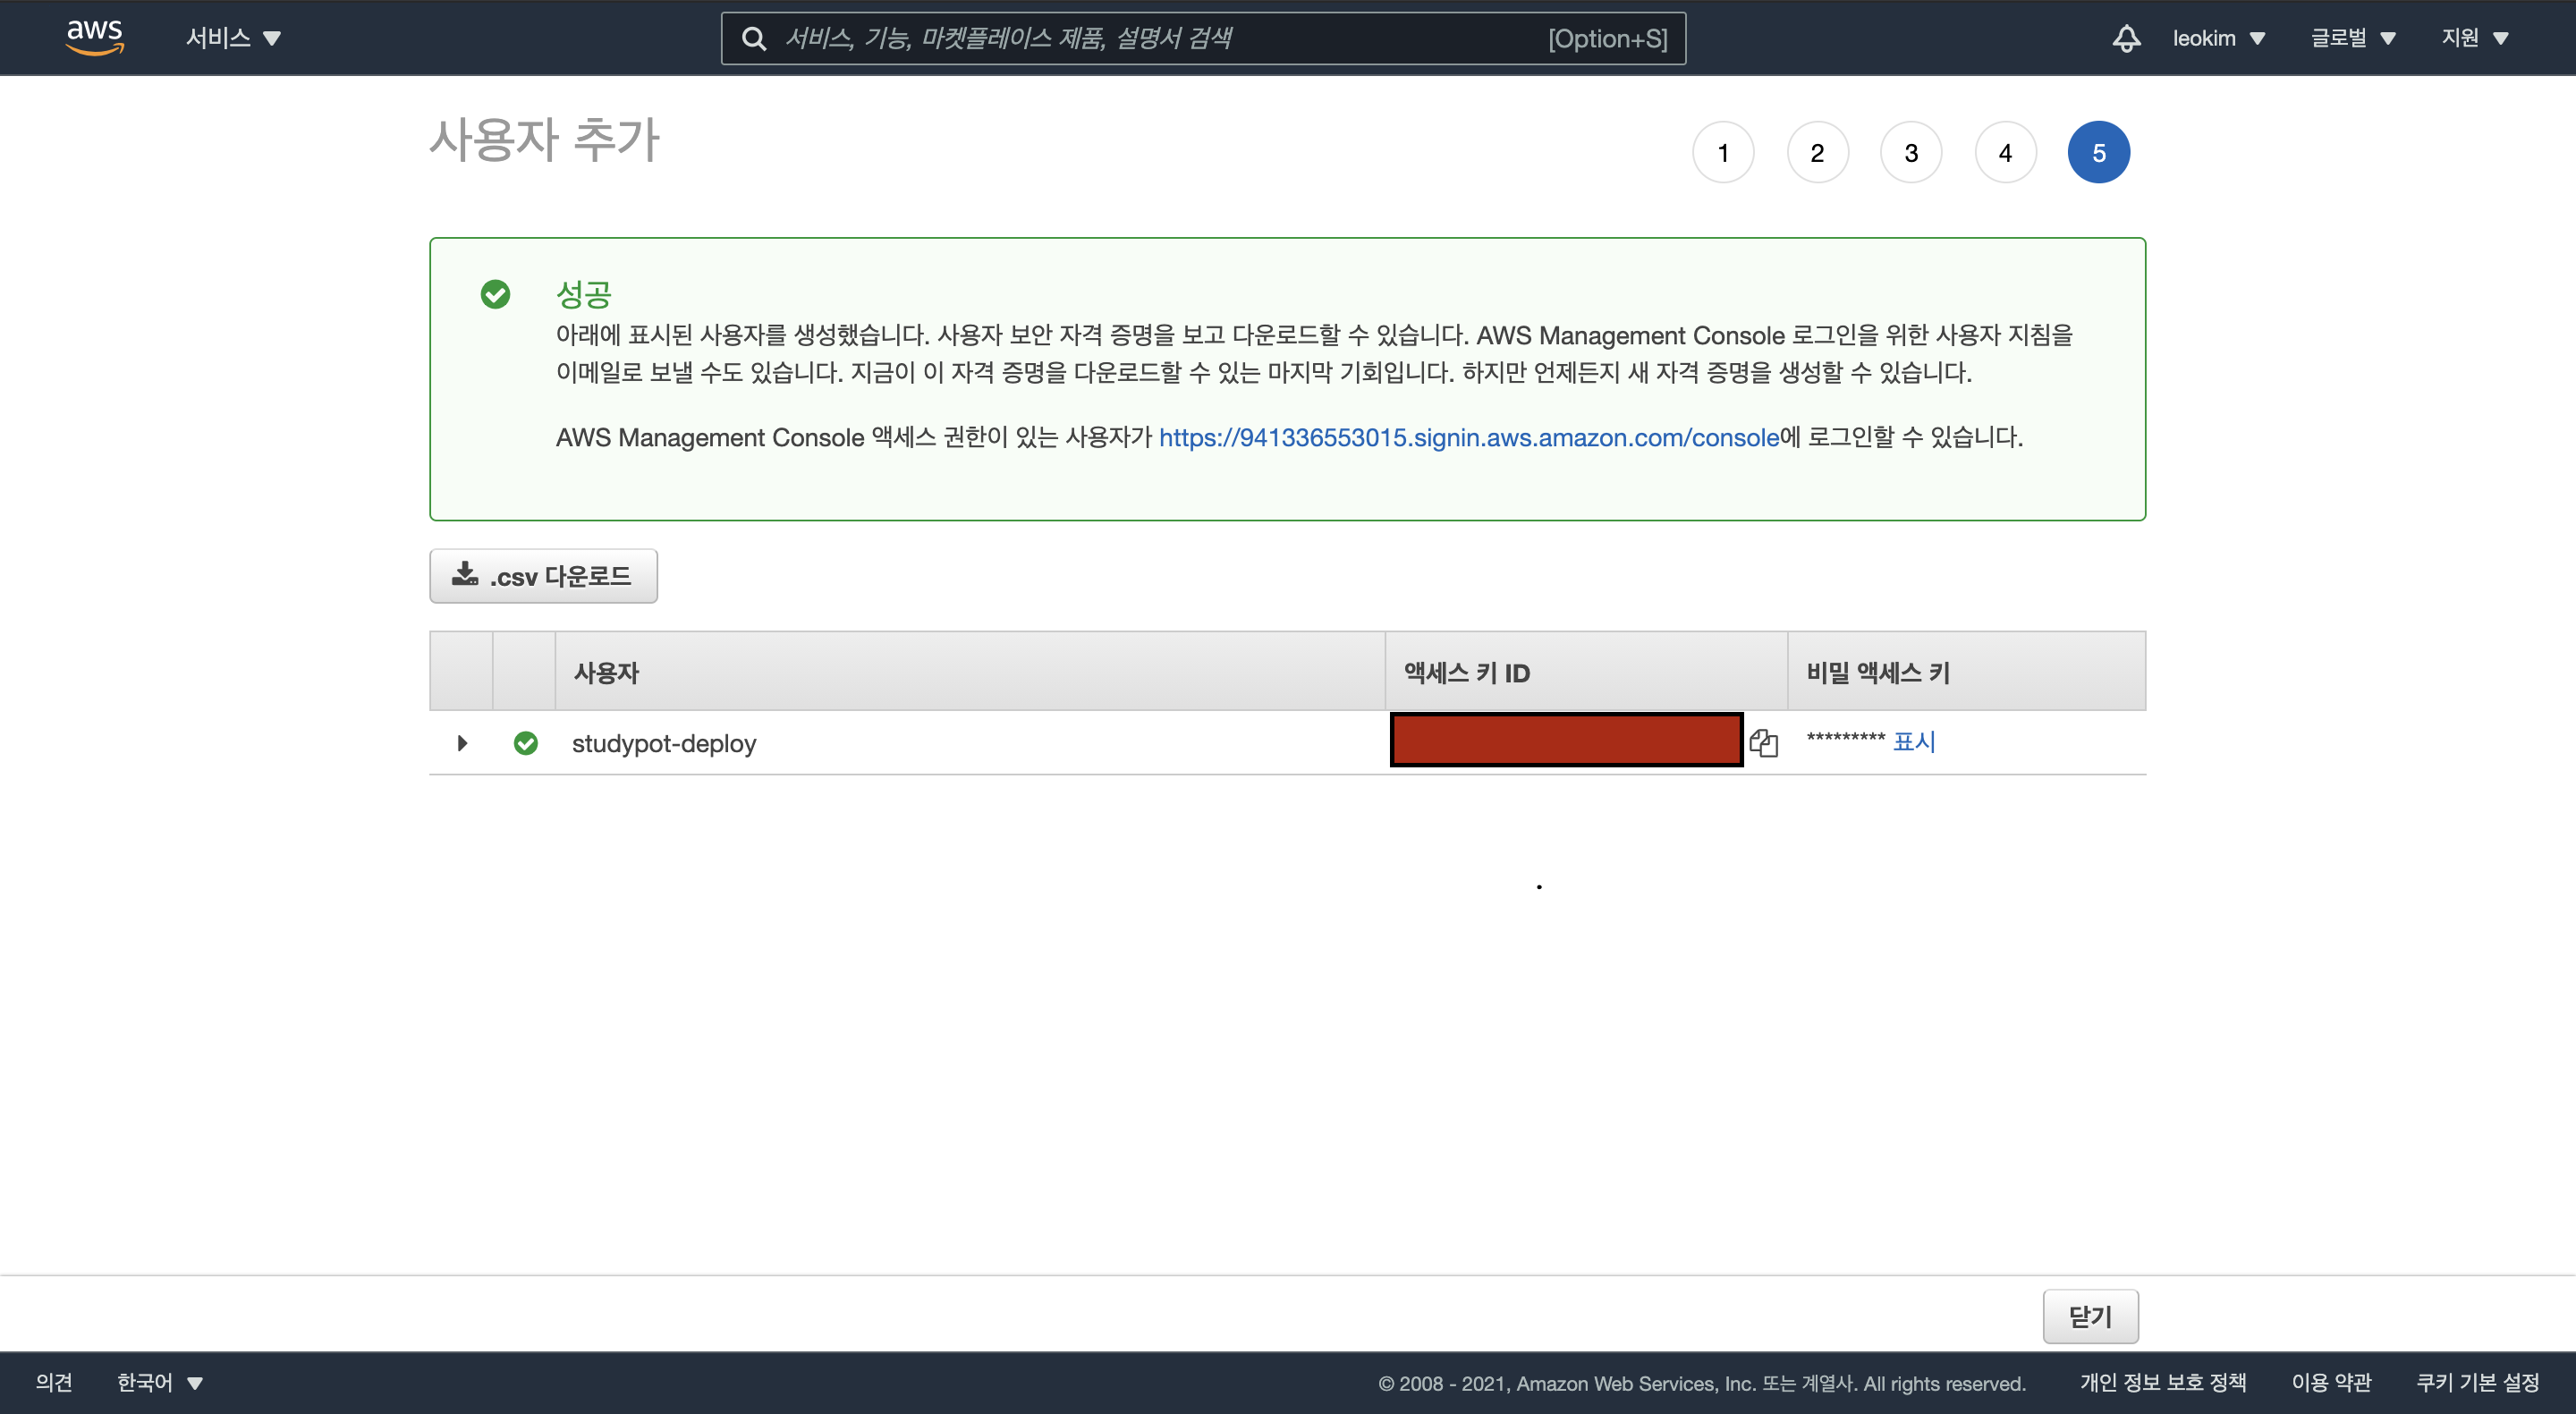 aws 서비스 서비스, 기능, 마켓플레이스 제품, 설명서 검색 [Option+S] leokim 글로벌 지원
사용자 추가 1 2 3 4 5
성공
아래에 표시된 사용자를 생성했습니다. 사용자 보안 자격 증명을 보고 다운로드할 수 있습니다. AWS Management Console 로그인을 위한 사용자 지침을
이메일로 보낼 수도 있습니다. 지금이 이 자격 증명을 다운로드할 수 있는 마지막 기회입니다. 하지만 언제든지 새 자격 증명을 생성할 수 있습니다.
AWS Management Console 액세스 권한이 있는 사용자가 https://941336553015.signin.aws.amazon.com/console에 로그인할 수 있습니다.
.csv 다운로드
사용자 액세스 키 ID 비밀 액세스 키
studypot-deploy ********* 표시
닫기
의견 한국어 © 2008 - 2021, Amazon Web Services, Inc. 또는 계열사. All rights reserved. 개인 정보 보호 정책 이용 약관 쿠키 기본 설정